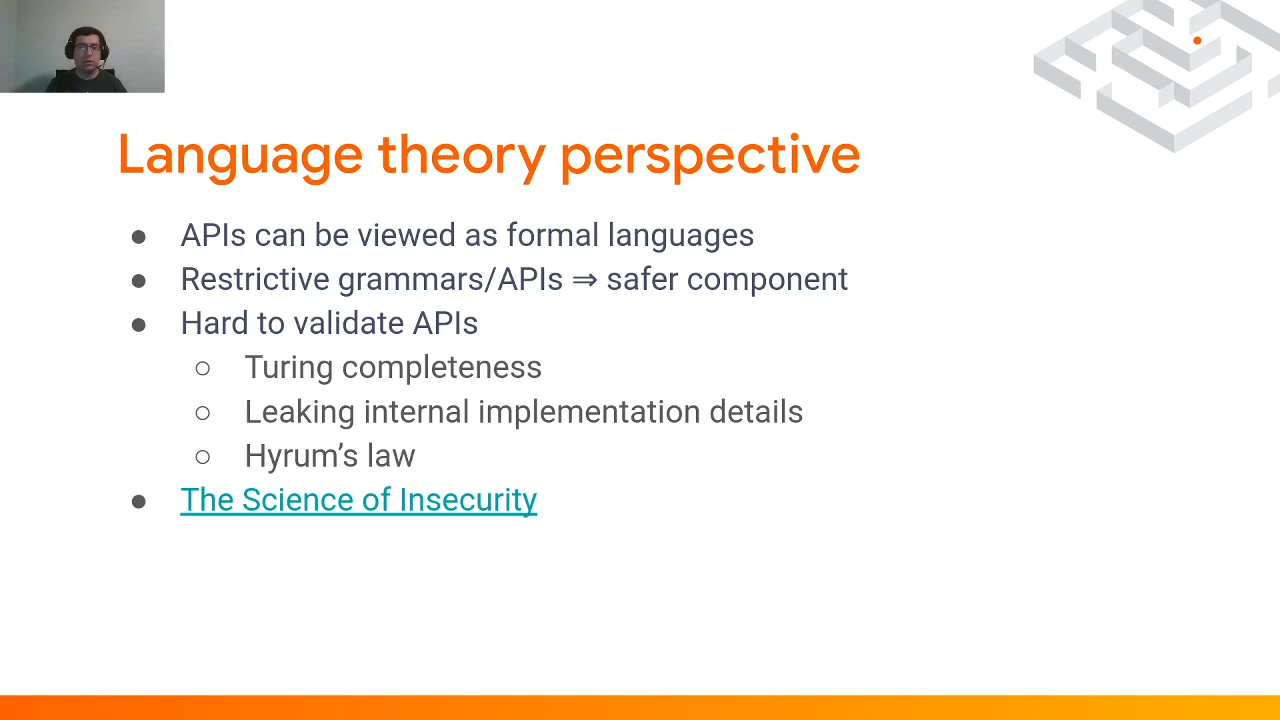 Language theory perspective
● APIs can be viewed as formal languages
● Restrictive grammars/APIs ⇒ safer component
● Hard to validate APIs
○ Turing completeness
○ Leaking internal implementation details
○ Hyrum’s law
● The Science of Insecurity